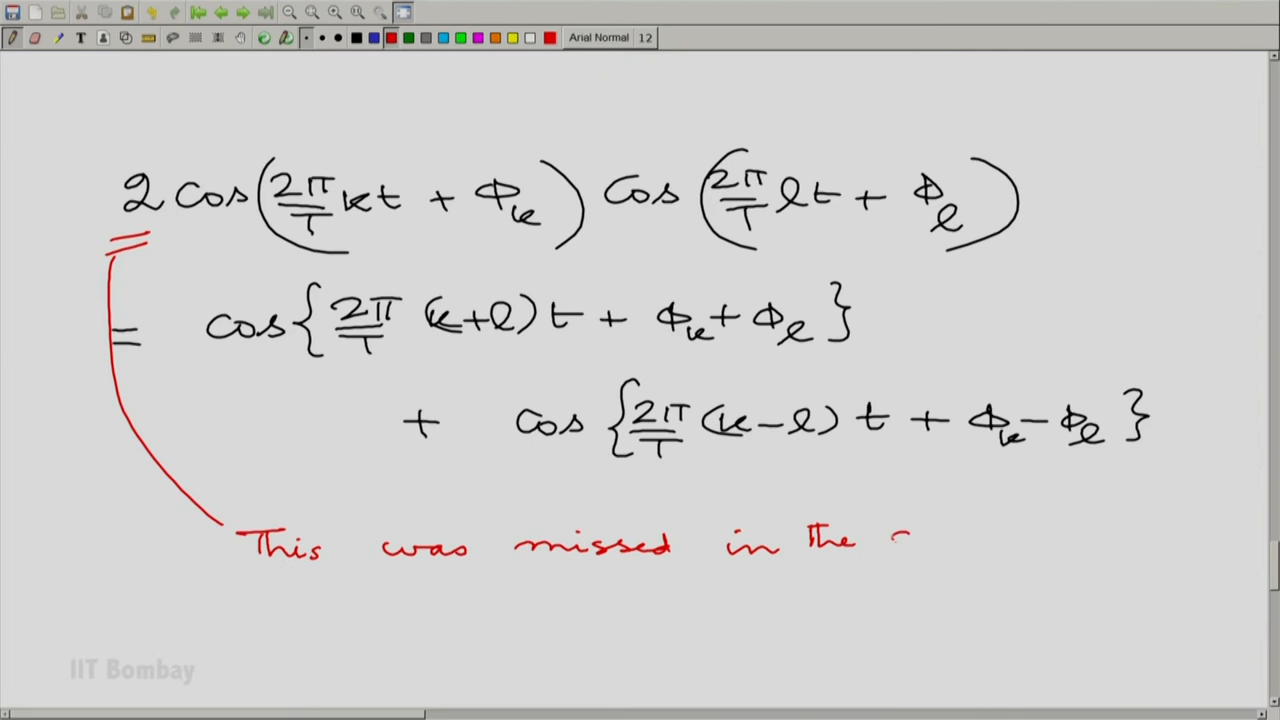 Arial Normal 12
2 cos(2π/T kt + Φₖ) cos(2π/T lt + Φₗ)
= cos{2π/T (k+l) t + Φₖ + Φₗ}
+ cos{2π/T (k-l) t + Φₖ - Φₗ}
This was missed in the
IIT Bombay